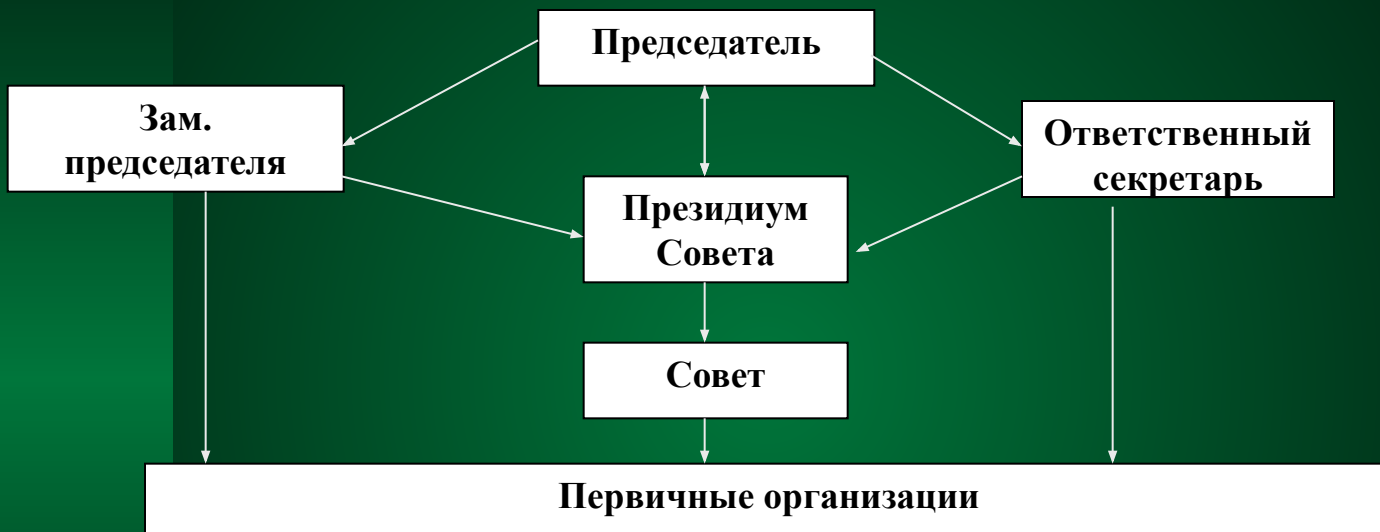 Председатель
Зам.
председателя
Ответственный
секретарь
Президиум
Совета
Совет
Первичные организации